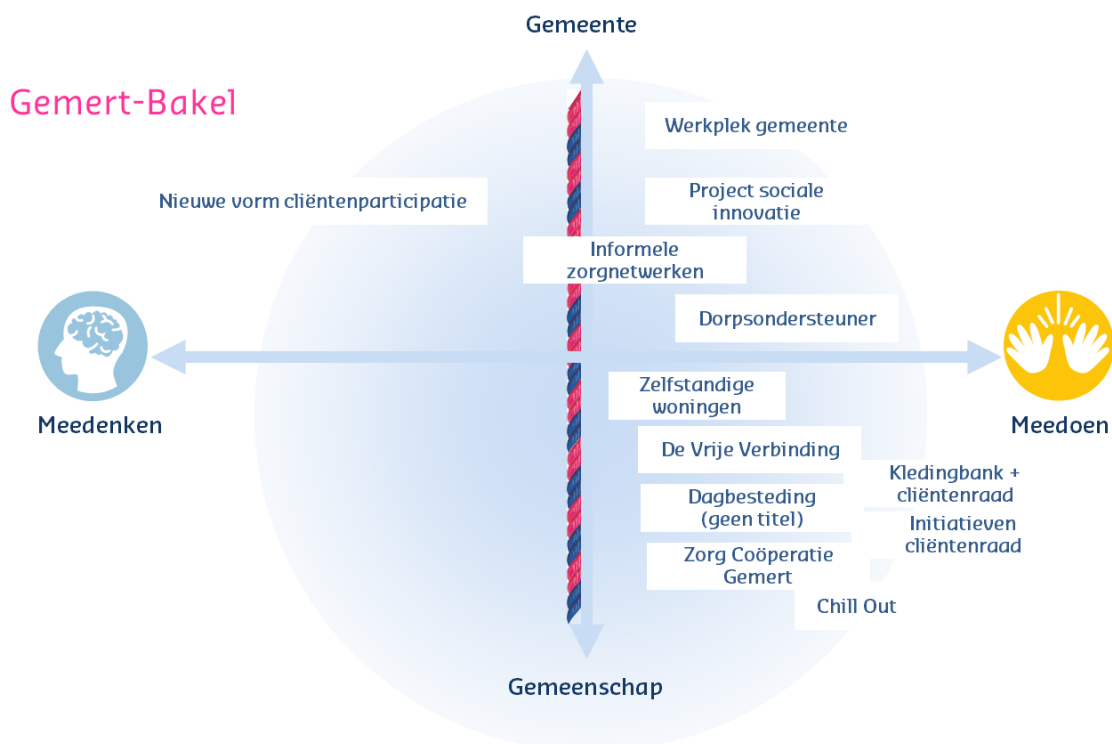 Gemeente
Gemert-Bakel
Werkplek gemeente
Nieuwe vorm cliëntenparticipatie
Project sociale
innovatie
Informele
zorgnetwerken
Dorpsondersteuner
Meedenken
Meedoen
Zelfstandige
woningen
De Vrije Verbinding
Kledingbank +
cliëntenraad
Dagbesteding
(geen titel)
Initiatieven
cliëntenraad
Zorg Coöperatie
Gemert
Chill Out
Gemeenschap